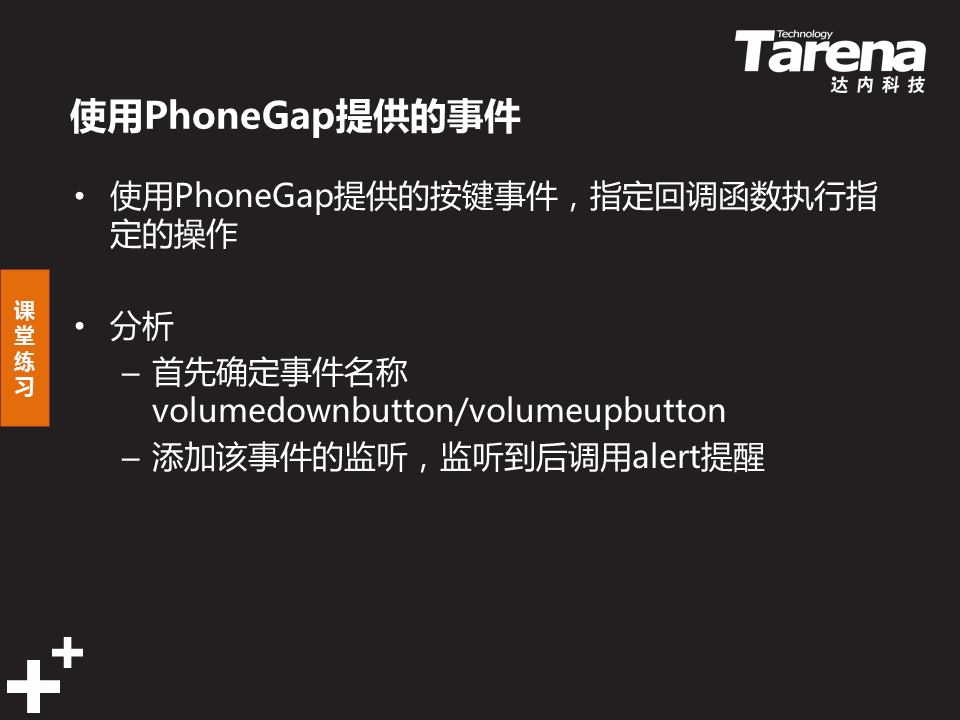 Technology
Tarena
达内科技
使用PhoneGap提供的事件
• 使用PhoneGap提供的按键事件，指定回调函数执行指
定的操作
课
堂
练
习
• 分析
– 首先确定事件名称
volumedownbutton/volumeupbutton
– 添加该事件的监听，监听到后调用alert提醒